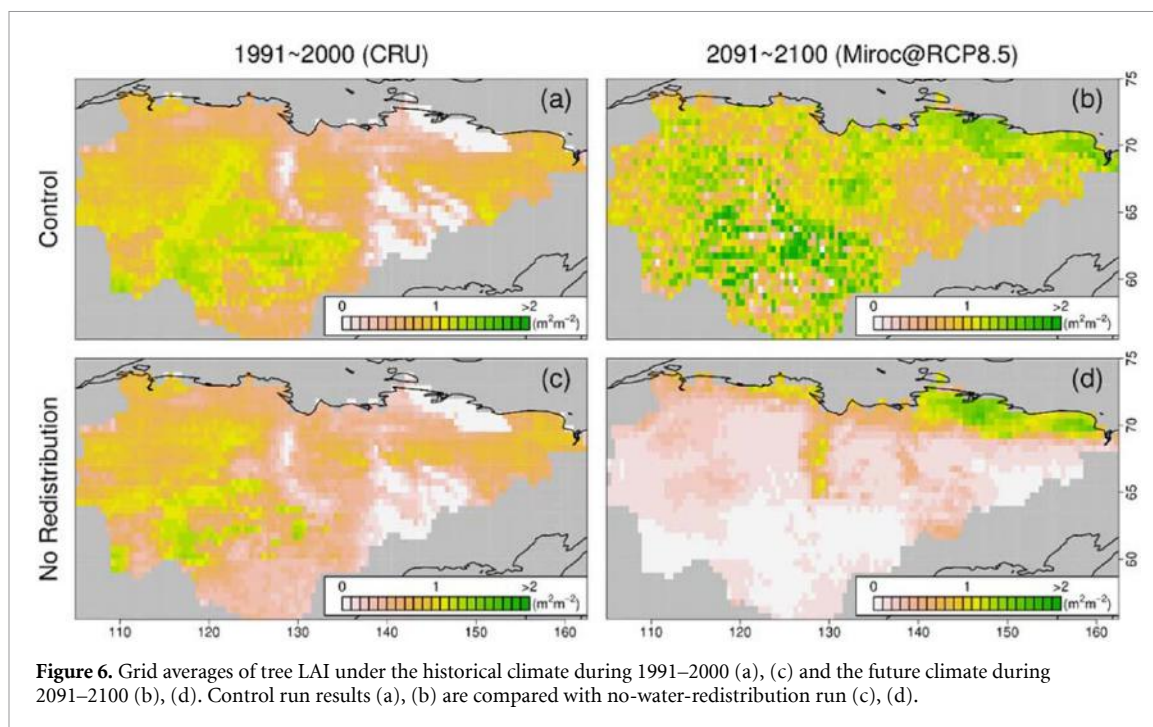 1991~2000 (CRU)
2091~2100 (Miroc@RCP8.5)
Control
(a)
0 1 >2
(m²m⁻²)
(b)
0 1 >2
(m²m⁻²)
75
70
65
60
No Redistribution
(c)
0 1 >2
(m²m⁻²)
110 120 130 140 150 160
(d)
0 1 >2
(m²m⁻²)
110 120 130 140 150 160
75
70
65
60
Figure 6. Grid averages of tree LAI under the historical climate during 1991–2000 (a), (c) and the future climate during
2091–2100 (b), (d). Control run results (a), (b) are compared with no-water-redistribution run (c), (d).